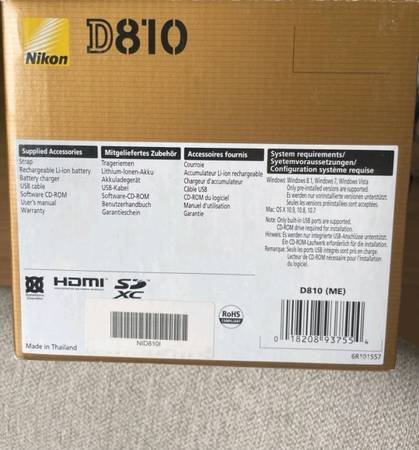 Nikon
D810
Supplied Accessories
Strap
Rechargeable Li-ion battery
Battery charger
USB cable
Software CD-ROM
User's manual
Warranty
Mitgeliefertes Zubehör
Trageriemen
Lithium-Ionen-Akku
Akkuladegerät
USB-Kabel
Software-CD-ROM
Benutzerhandbuch
Garantieschein
Accessoires fournis
Courroie
Accumulateur Li-ion rechargeable
Chargeur d'accumulateur
Câble USB
CD-ROM du logiciel
Manuel d'utilisation
Garantie
System requirements/
Systemvoraussetzungen/
Configuration système requise
Windows: Windows 8.1, Windows 7, Windows Vista
Only pre-installed versions are supported.
Es werden nur vorinstallierte Versionen unterstützt.
Seules les versions préinstallées sont acceptées.
Mac: OS X 10.9, 10.8, 10.7
Note: Only built-in USB ports are supported.
CD-ROM drive required for installation.
Hinweis: Es werden nur integrierte USB-Anschlüsse unterstützt.
Ein CD-ROM-Laufwerk erforderlich für die Installation.
Remarque: Seuls les ports USB intégrés sont pris en charge.
Lecteur de CD-ROM nécessaire pour l'installation du logiciel.
HDMI
SD
XC
RoHS
COMPLIANT
D810 (ME)
0 18208 93755 4
6R101557
NID810I
Made in Thailand